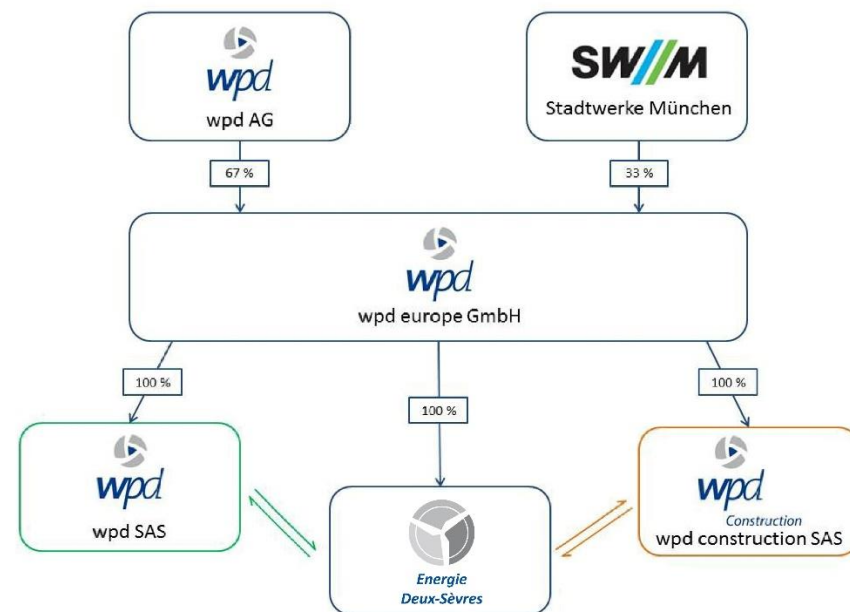 wpd
wpd AG
SW//M
Stadtwerke München
67 %
33 %
wpd
wpd europe GmbH
100 %
100 %
100 %
wpd
wpd SAS
wpd
Construction
wpd construction SAS
Energie
Deux-Sèvres